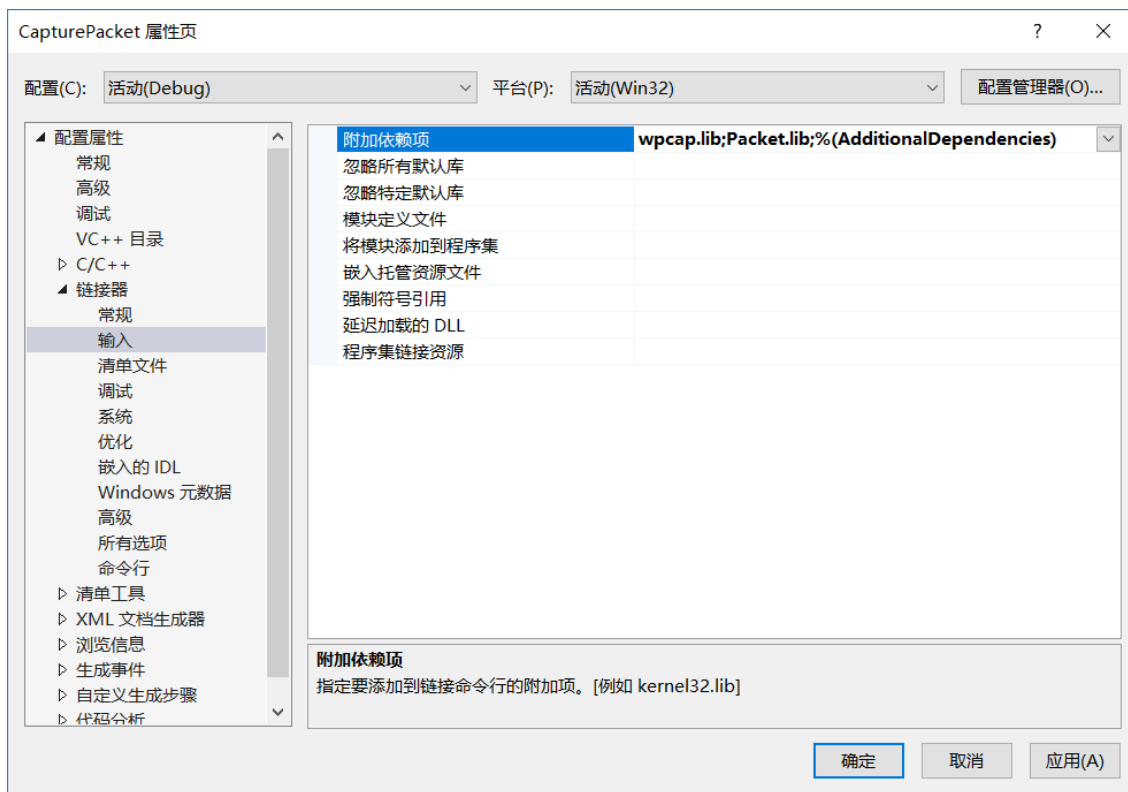 CapturePacket 属性页
配置(C): 活动(Debug) 平台(P): 活动(Win32) 配置管理器(O)...
配置属性
常规
高级
调试
VC++ 目录
C/C++
链接器
常规
输入
清单文件
调试
系统
优化
嵌入的 IDL
Windows 元数据
高级
所有选项
命令行
清单工具
XML 文档生成器
浏览信息
生成事件
自定义生成步骤
代码分析
附加依赖项 wpcap.lib;Packet.lib;%(AdditionalDependencies)
忽略所有默认库
忽略特定默认库
模块定义文件
将模块添加到程序集
嵌入托管资源文件
强制符号引用
延迟加载的 DLL
程序集链接资源
附加依赖项
指定要添加到链接命令行的附加项。[例如 kernel32.lib]
确定 取消 应用(A)